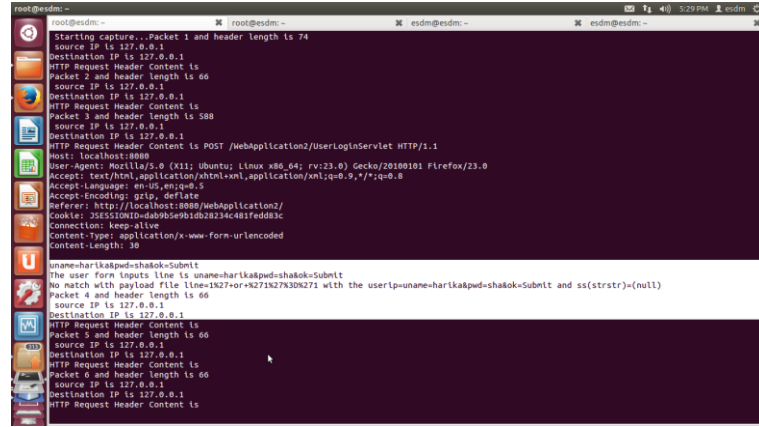 root@esdm: ~
5:29 PM
esdm
root@esdm: ~
root@esdm: ~
esdm@esdm: ~
esdm@esdm: ~
Starting capture...Packet 1 and header length is 74
source IP is 127.0.0.1
Destination IP is 127.0.0.1
HTTP Request Header Content is
Packet 2 and header length is 66
source IP is 127.0.0.1
Destination IP is 127.0.0.1
HTTP Request Header Content is
Packet 3 and header length is 588
source IP is 127.0.0.1
Destination IP is 127.0.0.1
HTTP Request Header Content is POST /WebApplication2/UserLoginServlet HTTP/1.1
Host: localhost:8080
User-Agent: Mozilla/5.0 (X11; Ubuntu; Linux x86_64; rv:23.0) Gecko/20100101 Firefox/23.0
Accept: text/html,application/xhtml+xml,application/xml;q=0.9,*/*;q=0.8
Accept-Language: en-US,en;q=0.5
Accept-Encoding: gzip, deflate
Referer: http://localhost:8080/WebApplication2/
Cookie: JSESSIONID=dab9b5e9b1db28234c481fedd83c
Connection: keep-alive
Content-Type: application/x-www-form-urlencoded
Content-Length: 30
uname=harika&pwd=sha&ok=Submit
The user form inputs line is uname=harika&pwd=sha&ok=Submit
No match with payload file line=1%27+or+%271%27%3D%271 with the userip=uname=harika&pwd=sha&ok=Submit and ss(strstr)=(null)
Packet 4 and header length is 66
source IP is 127.0.0.1
Destination IP is 127.0.0.1
HTTP Request Header Content is
Packet 5 and header length is 66
source IP is 127.0.0.1
Destination IP is 127.0.0.1
HTTP Request Header Content is
Packet 6 and header length is 66
source IP is 127.0.0.1
Destination IP is 127.0.0.1
HTTP Request Header Content is